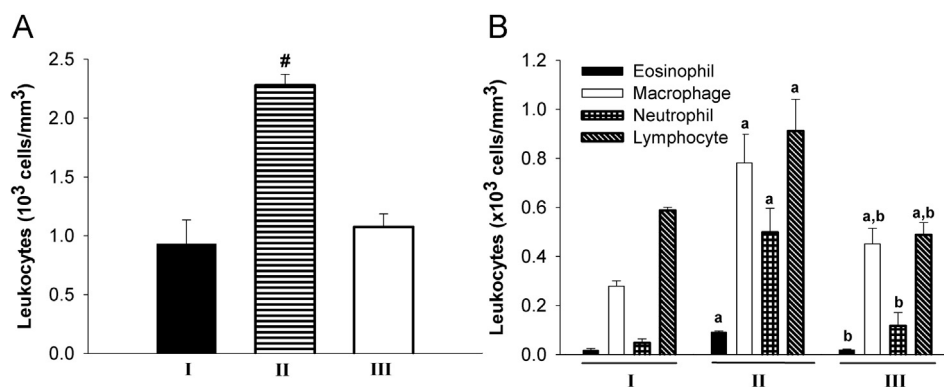 A
Leukocytes (10³ cells/mm³)
2.5
2.0
1.5
1.0
0.5
0.0
#
I
II
III
B
Leukocytes (x10³ cells/mm³)
1.2
1.0
0.8
0.6
0.4
0.2
0.0
Eosinophil
Macrophage
Neutrophil
Lymphocyte
a
a
a
a
a,b
a,b
b
b
I
II
III